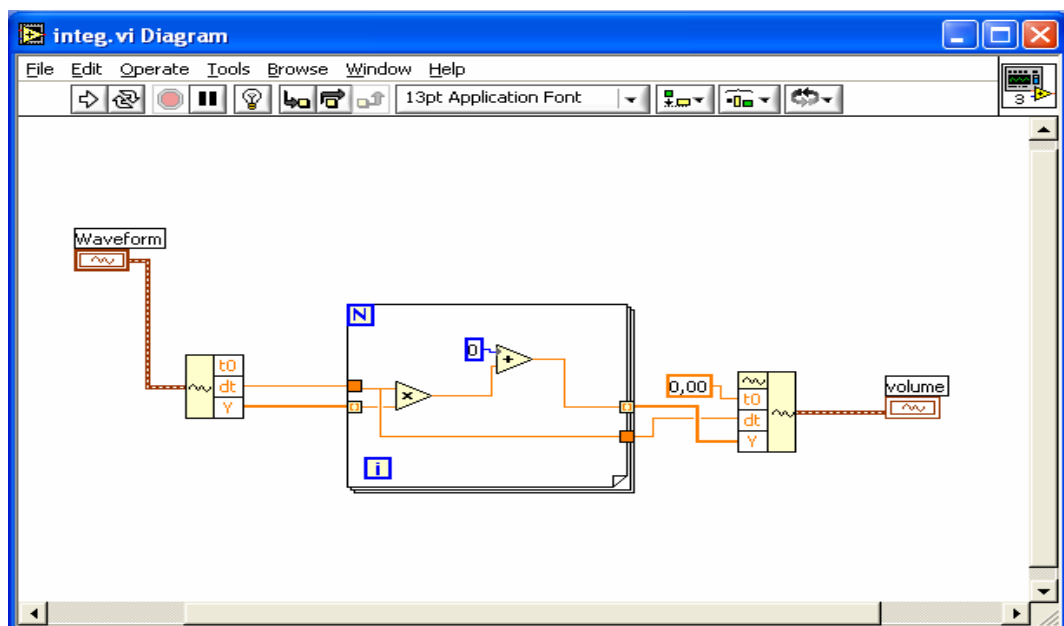 integ.vi Diagram
File Edit Operate Tools Browse Window Help
13pt Application Font
3
Waveform
t0
dt
Y
N
0
+
×
i
0,00
t0
dt
Y
volume